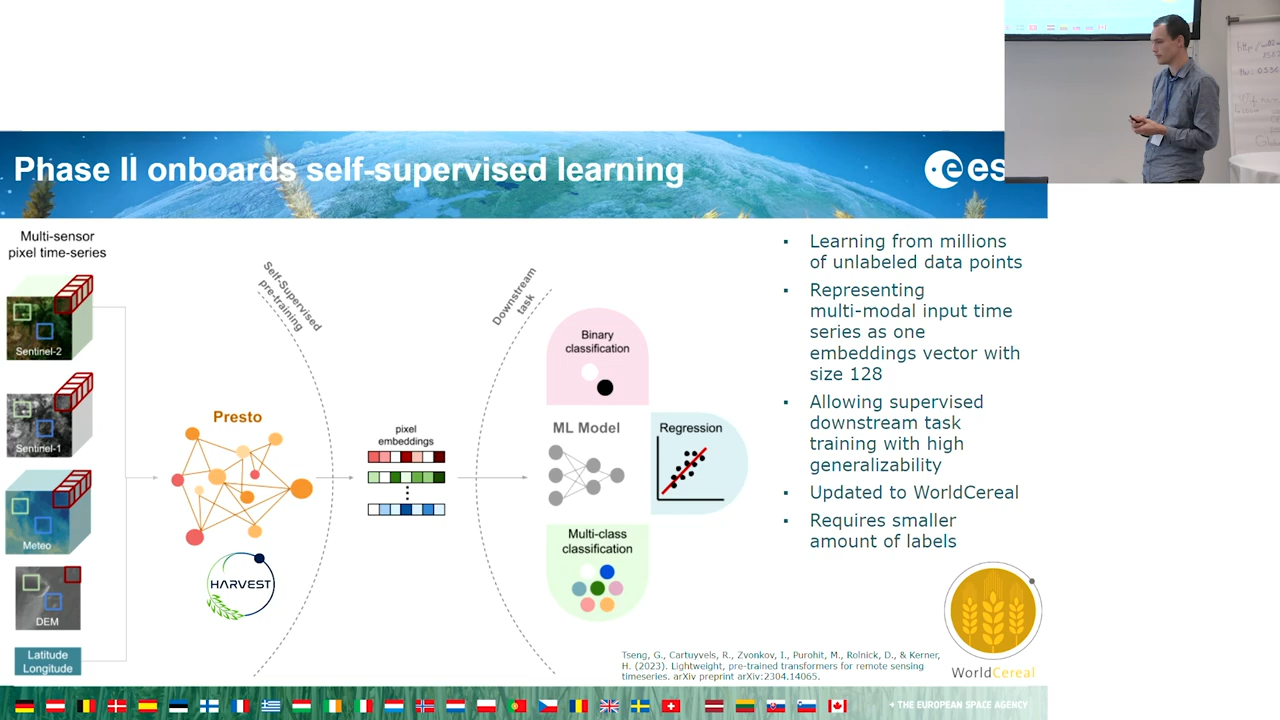 Phase II onboards self-supervised learning
es
Multi-sensor
pixel time-series
Sentinel-2
Sentinel-1
Meteo
DEM
Latitude
Longitude
Self-Supervised
pre-training
Presto
HARVEST
pixel
embeddings
Downstream
task
Binary
classification
ML Model
Regression
Multi-class
classification
▪ Learning from millions
of unlabeled data points
▪ Representing
multi-modal input time
series as one
embeddings vector with
size 128
▪ Allowing supervised
downstream task
training with high
generalizability
▪ Updated to WorldCereal
▪ Requires smaller
amount of labels
WorldCereal
Tseng, G., Cartuyvels, R., Zvonkov, I., Purohit, M., Rolnick, D., & Kerner,
H. (2023). Lightweight, pre-trained transformers for remote sensing
timeseries. arXiv preprint arXiv:2304.14065.
→ THE EUROPEAN SPACE AGENCY